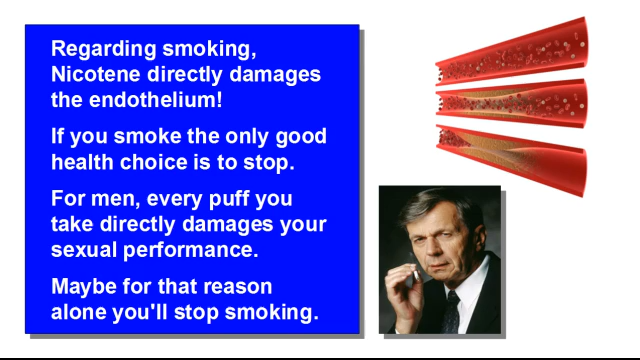 Regarding smoking,
Nicotene directly damages
the endothelium!
If you smoke the only good
health choice is to stop.
For men, every puff you
take directly damages your
sexual performance.
Maybe for that reason
alone you'll stop smoking.